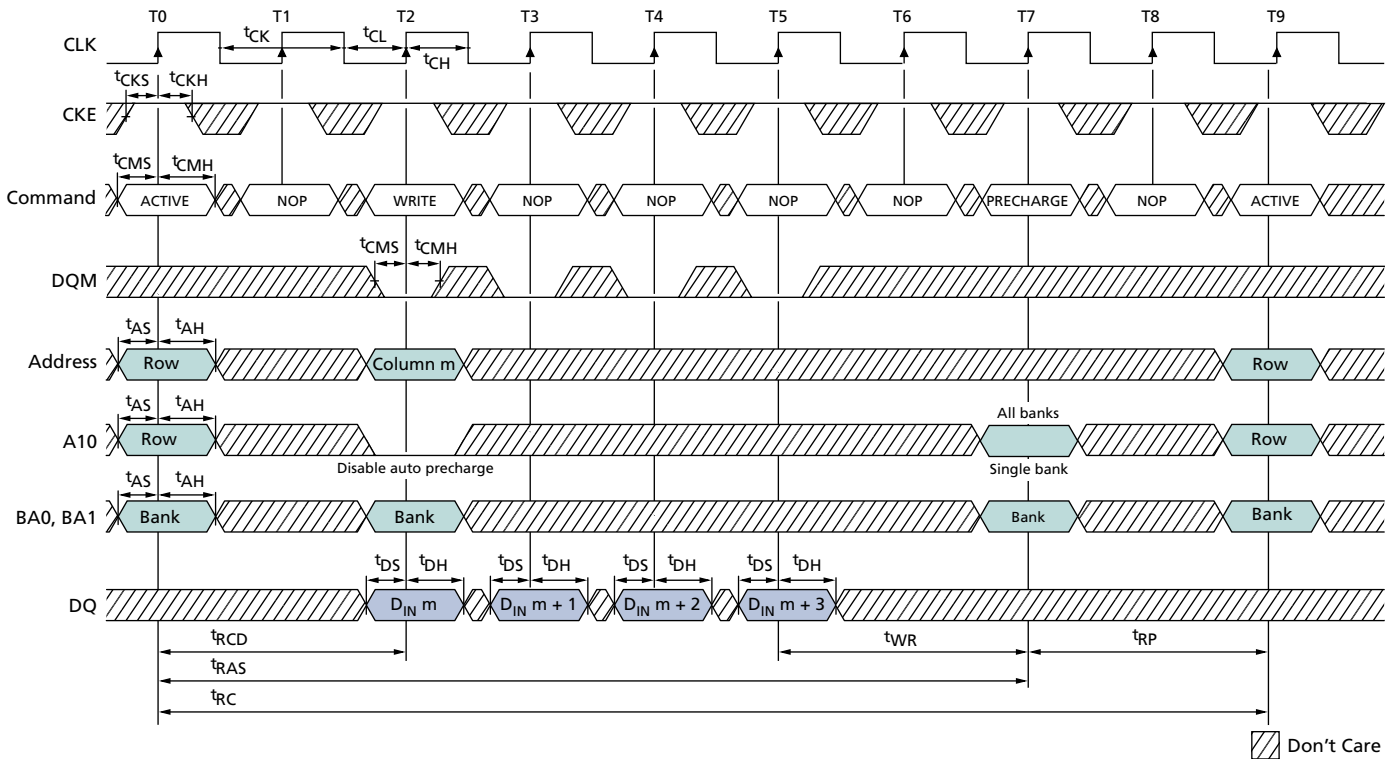 T0 T1 T2 T3 T4 T5 T6 T7 T8 T9
CLK tCK tCL tCH
tCKS tCKH
CKE
tCMS tCMH
Command ACTIVE NOP WRITE NOP NOP NOP NOP PRECHARGE NOP ACTIVE
tCMS tCMH
DQM
tAS tAH
Address Row Column m Row
tAS tAH All banks
A10 Row Row
Disable auto precharge Single bank
tAS tAH
BA0, BA1 Bank Bank Bank Bank
tDS tDH tDS tDH tDS tDH tDS tDH
DQ DIN m DIN m + 1 DIN m + 2 DIN m + 3
tRCD tWR tRP
tRAS
tRC
Don't Care